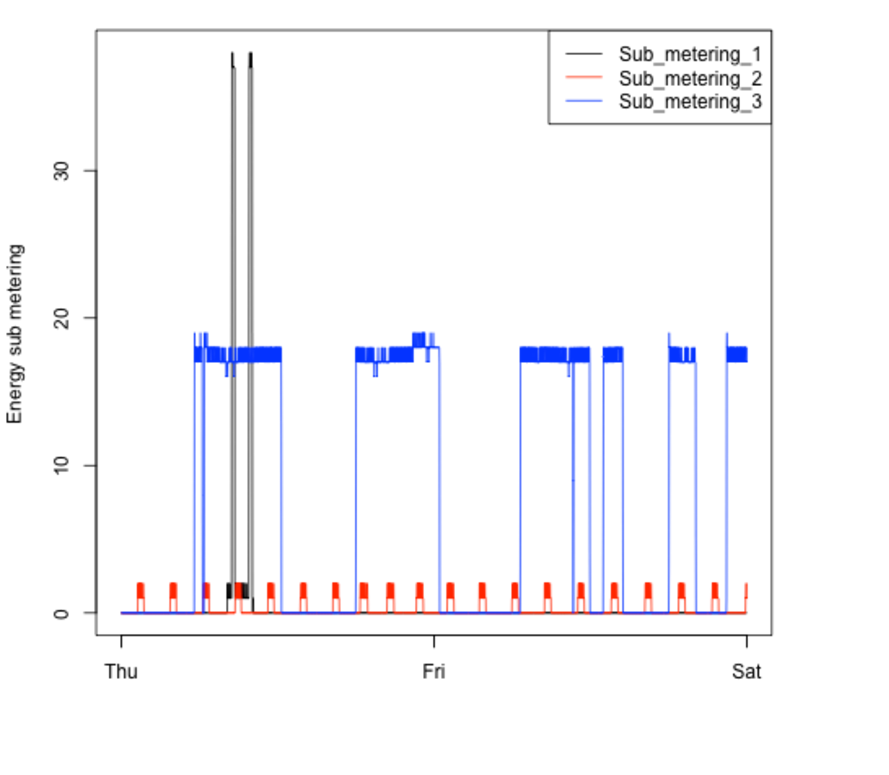 Sub_metering_1
Sub_metering_2
Sub_metering_3
Energy sub metering
30
20
10
0
Thu Fri Sat